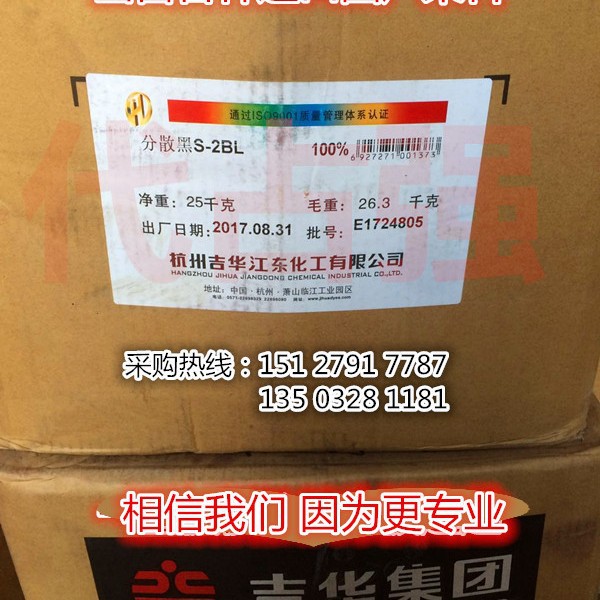 通过ISO9001质量管理体系认证
分散黑S-2BL 100%
6927271001373
净重: 25千克 毛重: 26.3 千克
出厂日期: 2017.08.31 批号: E1724805
杭州吉华江东化工有限公司
HANGZHOU JIHUA JIANGDONG CHEMICAL INDUSTRIAL CO.,LTD.
地址: 中国·杭州·萧山临江工业园区
采购热线：151 2791 7787
135 0328 1181
相信我们 因为更专业
吉华集团